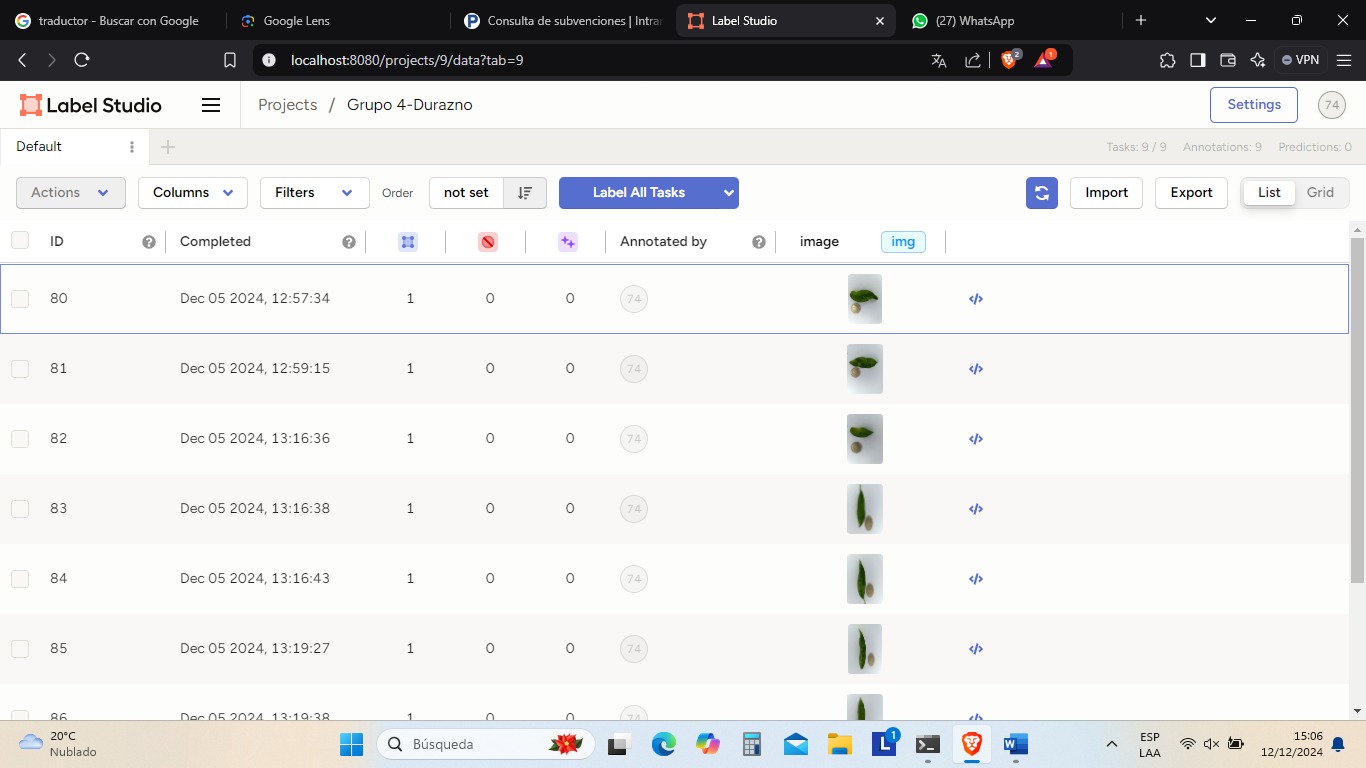 traductor - Buscar con Google
Google Lens
Consulta de subvenciones | Intra
Label Studio
(27) WhatsApp
localhost:8080/projects/9/data?tab=9
2
1
VPN
Label Studio
Projects / Grupo 4-Durazno
Settings
74
Default
Tasks: 9 / 9 Annotations: 9 Predictions: 0
Actions
Columns
Filters
Order
not set
Label All Tasks
Import
Export
List
Grid
ID Completed Annotated by image img
80 Dec 05 2024, 12:57:34 1 0 0 74
81 Dec 05 2024, 12:59:15 1 0 0 74
82 Dec 05 2024, 13:16:36 1 0 0 74
83 Dec 05 2024, 13:16:38 1 0 0 74
84 Dec 05 2024, 13:16:43 1 0 0 74
85 Dec 05 2024, 13:19:27 1 0 0 74
86 Dec 05 2024, 13:19:38 1 0 0 74
20°C
Nublado
Búsqueda
1
ESP
LAA
15:06
12/12/2024